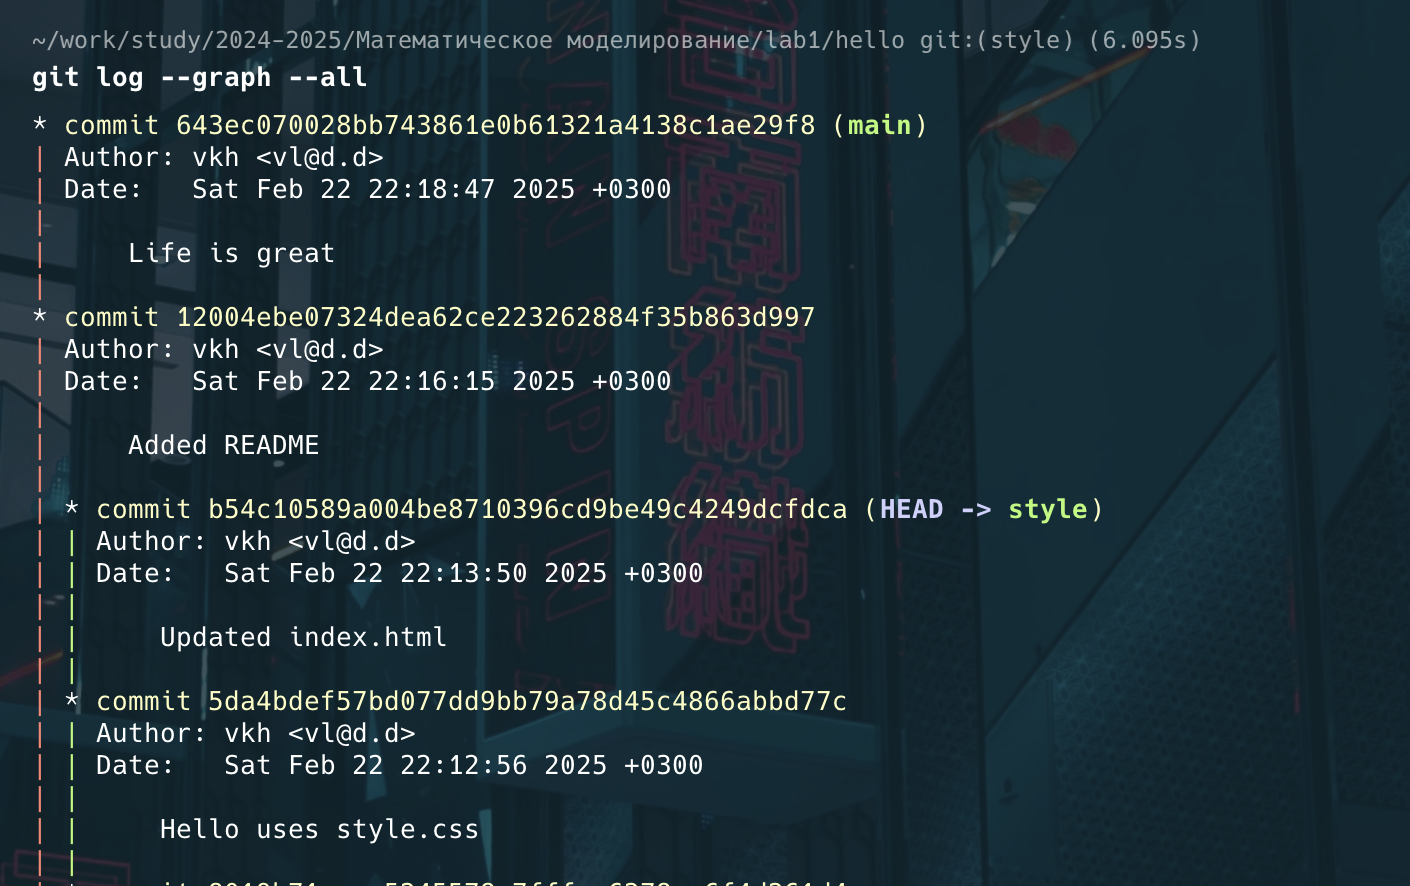 ~/work/study/2024-2025/Математическое моделирование/lab1/hello git:(style) (6.095s)
git log --graph --all
* commit 643ec070028bb743861e0b61321a4138c1ae29f8 (main)
| Author: vkh <vl@d.d>
| Date:   Sat Feb 22 22:18:47 2025 +0300
|
|     Life is great
|
* commit 12004ebe07324dea62ce223262884f35b863d997
| Author: vkh <vl@d.d>
| Date:   Sat Feb 22 22:16:15 2025 +0300
|
|     Added README
|
| * commit b54c10589a004be8710396cd9be49c4249dcfdca (HEAD -> style)
| | Author: vkh <vl@d.d>
| | Date:   Sat Feb 22 22:13:50 2025 +0300
| |
| |     Updated index.html
| |
| * commit 5da4bdef57bd077dd9bb79a78d45c4866abbd77c
| | Author: vkh <vl@d.d>
| | Date:   Sat Feb 22 22:12:56 2025 +0300
| |
| |     Hello uses style.css
| |